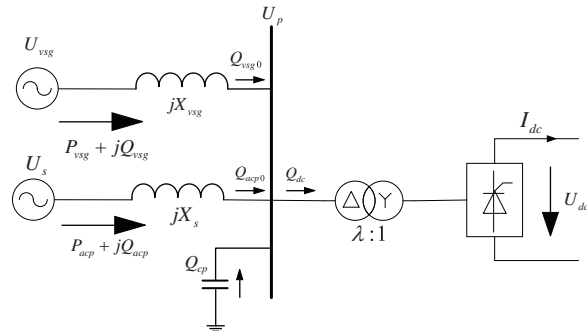 U_p
U_vsg
Q_vsg0
jX_vsg
P_vsg + jQ_vsg
U_s
Q_acp0
Q_dc
jX_s
P_acp + jQ_acp
Q_cp
Δ Y
λ:1
I_dc
U_dc